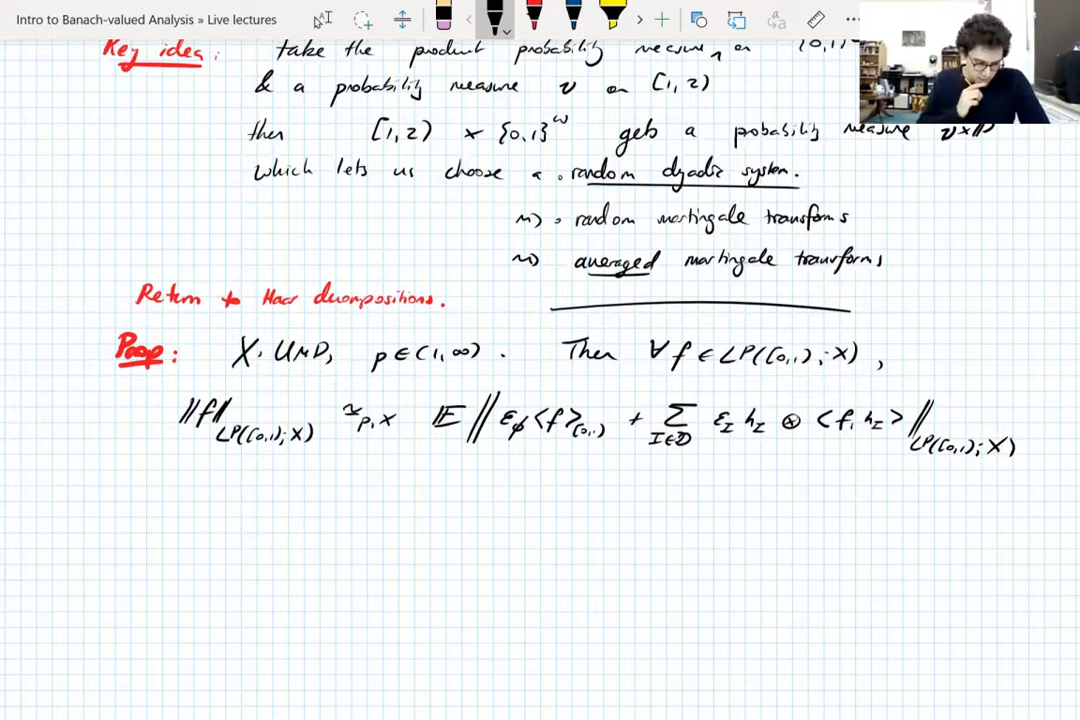 Intro to Banach-valued Analysis » Live lectures
Key idea: take the product probability measure on {0,1}
& a probability measure ν on [1,2)
then [1,2) × {0,1}^ω gets a probability measure ν×P
which lets us choose a random dyadic system.
⇝ random martingale transforms
⇝ averaged martingale transforms
Return to Haar decompositions.
Prop: X UMD, p∈(1,∞). Then ∀f∈L^p([0,1);X),
‖f‖_{L^p([0,1);X)} ≃_{p,X} 𝔼‖ε_∅<f>_{[0,1)} + Σ_{I∈𝒟} ε_I h_I ⊗ <f, h_I>‖_{L^p([0,1);X)}